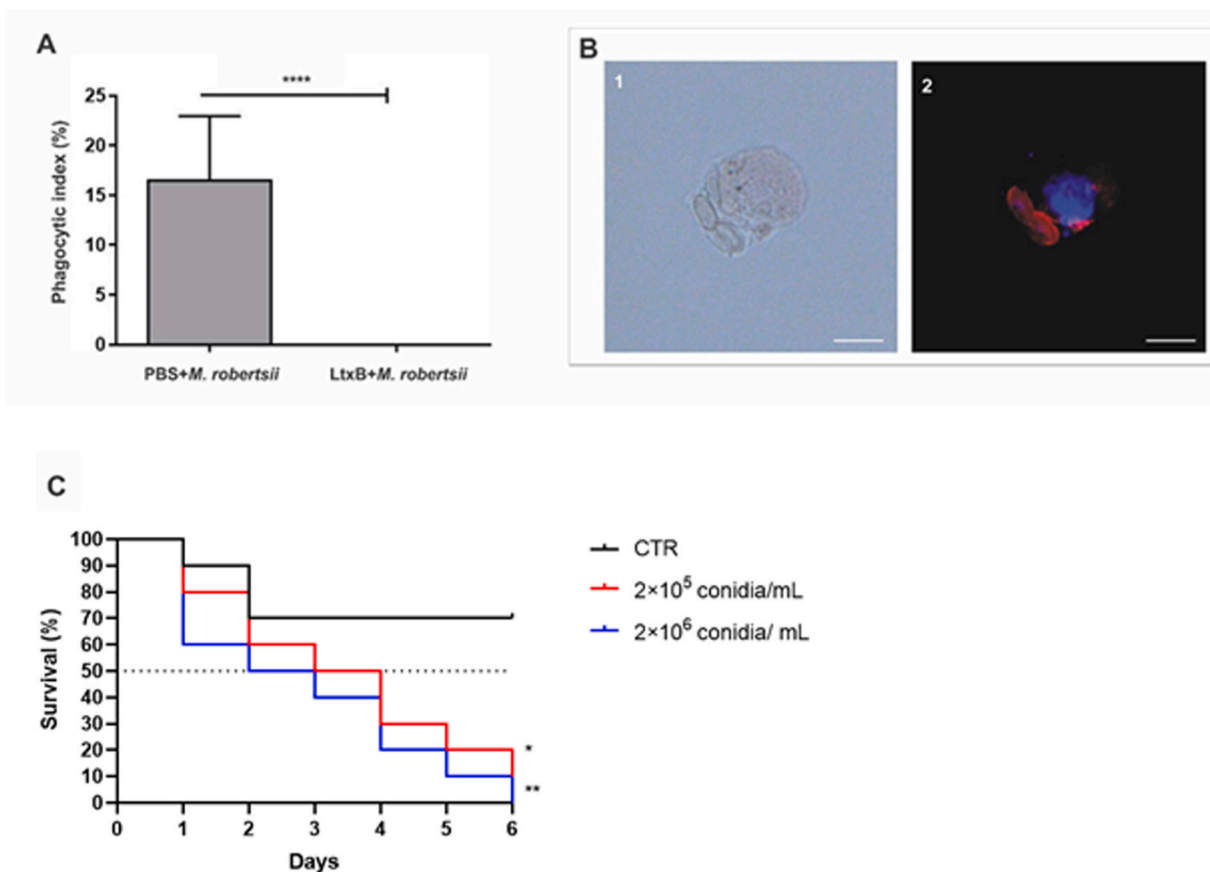 A
****
Phagocytic index (%)
25
20
15
10
5
0
PBS+M. robertsii
LtxB+M. robertsii
B
1
2
C
Survival (%)
100
90
80
70
60
50
40
30
20
10
0
*
**
0 1 2 3 4 5 6
Days
CTR
2×10⁵ conidia/mL
2×10⁶ conidia/ mL